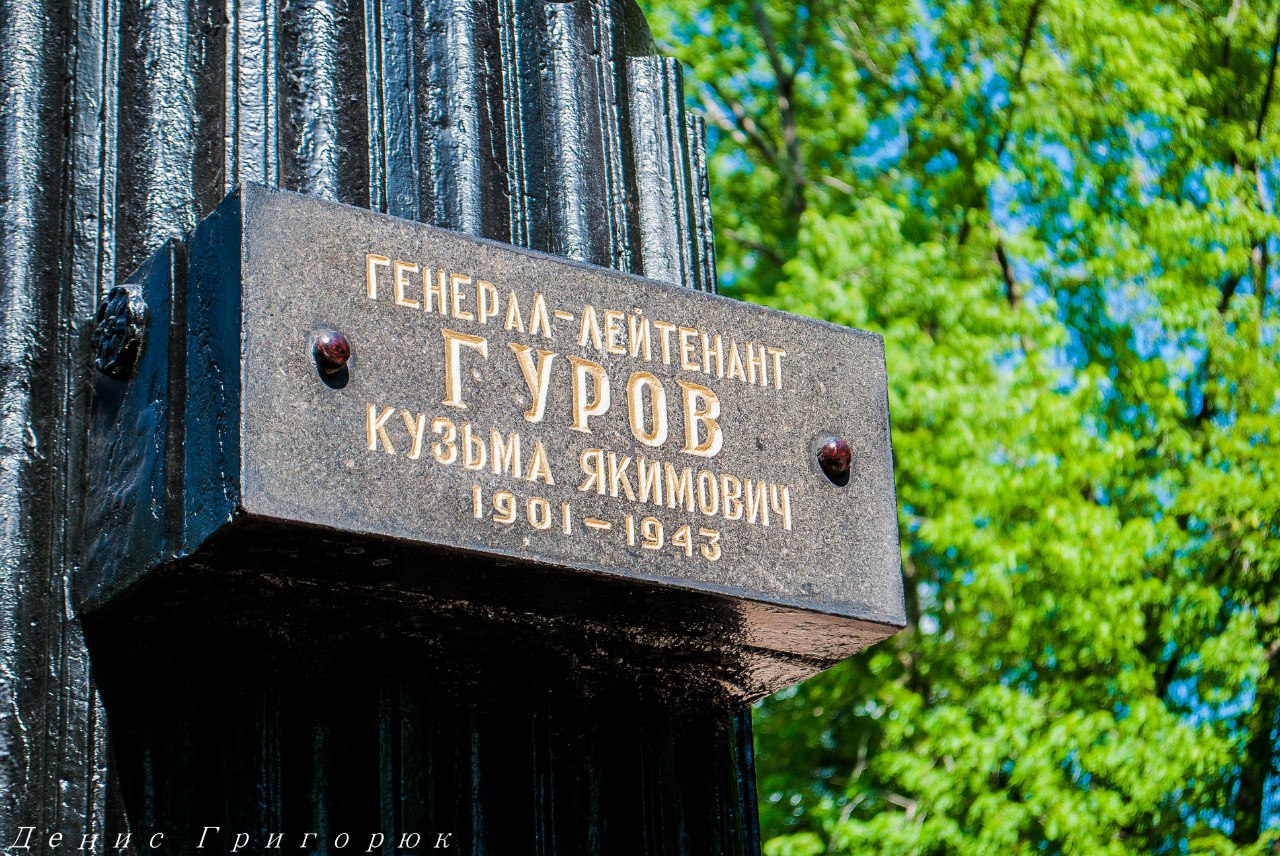 ГЕНЕРАЛ-ЛЕЙТЕНАНТ
ГУРОВ
КУЗЬМА ЯКИМОВИЧ
1901-1943
Денис Григорюк